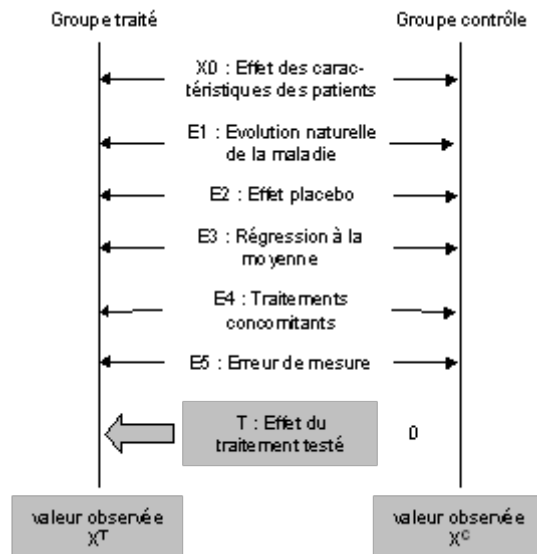 Groupe traité
Groupe contrôle
X0 : Effet des carac-
téristiques des patients
E1 : Evolution naturelle
de la maladie
E2 : Effet placebo
E3 : Régression à la
moyenne
E4 : Traitements
concomitants
E5 : Erreur de mesure
T : Effet du
traitement testé
0
valeur observée
Xᵀ
valeur observée
Xᶜ